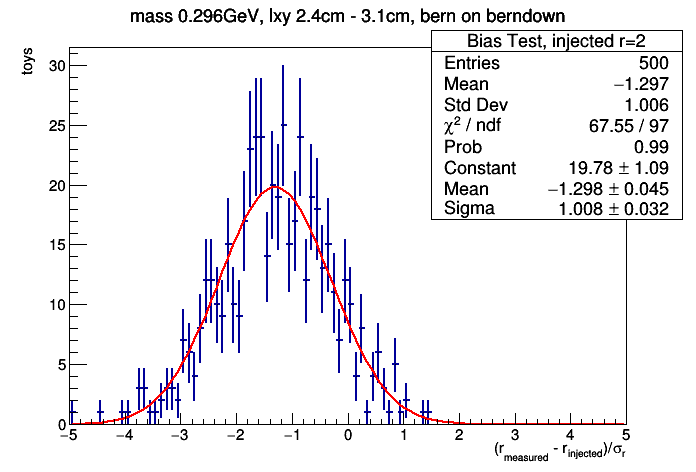 mass 0.296GeV, lxy 2.4cm - 3.1cm, bern on berndown
toys
Bias Test, injected r=2
Entries 500
Mean −1.297
Std Dev 1.006
χ² / ndf 67.55 / 97
Prob 0.99
Constant 19.78 ± 1.09
Mean −1.298 ± 0.045
Sigma 1.008 ± 0.032
30
25
20
15
10
5
0
−5 −4 −3 −2 −1 0 1 2 3 4 5
(r_measured - r_injected)/σ_r